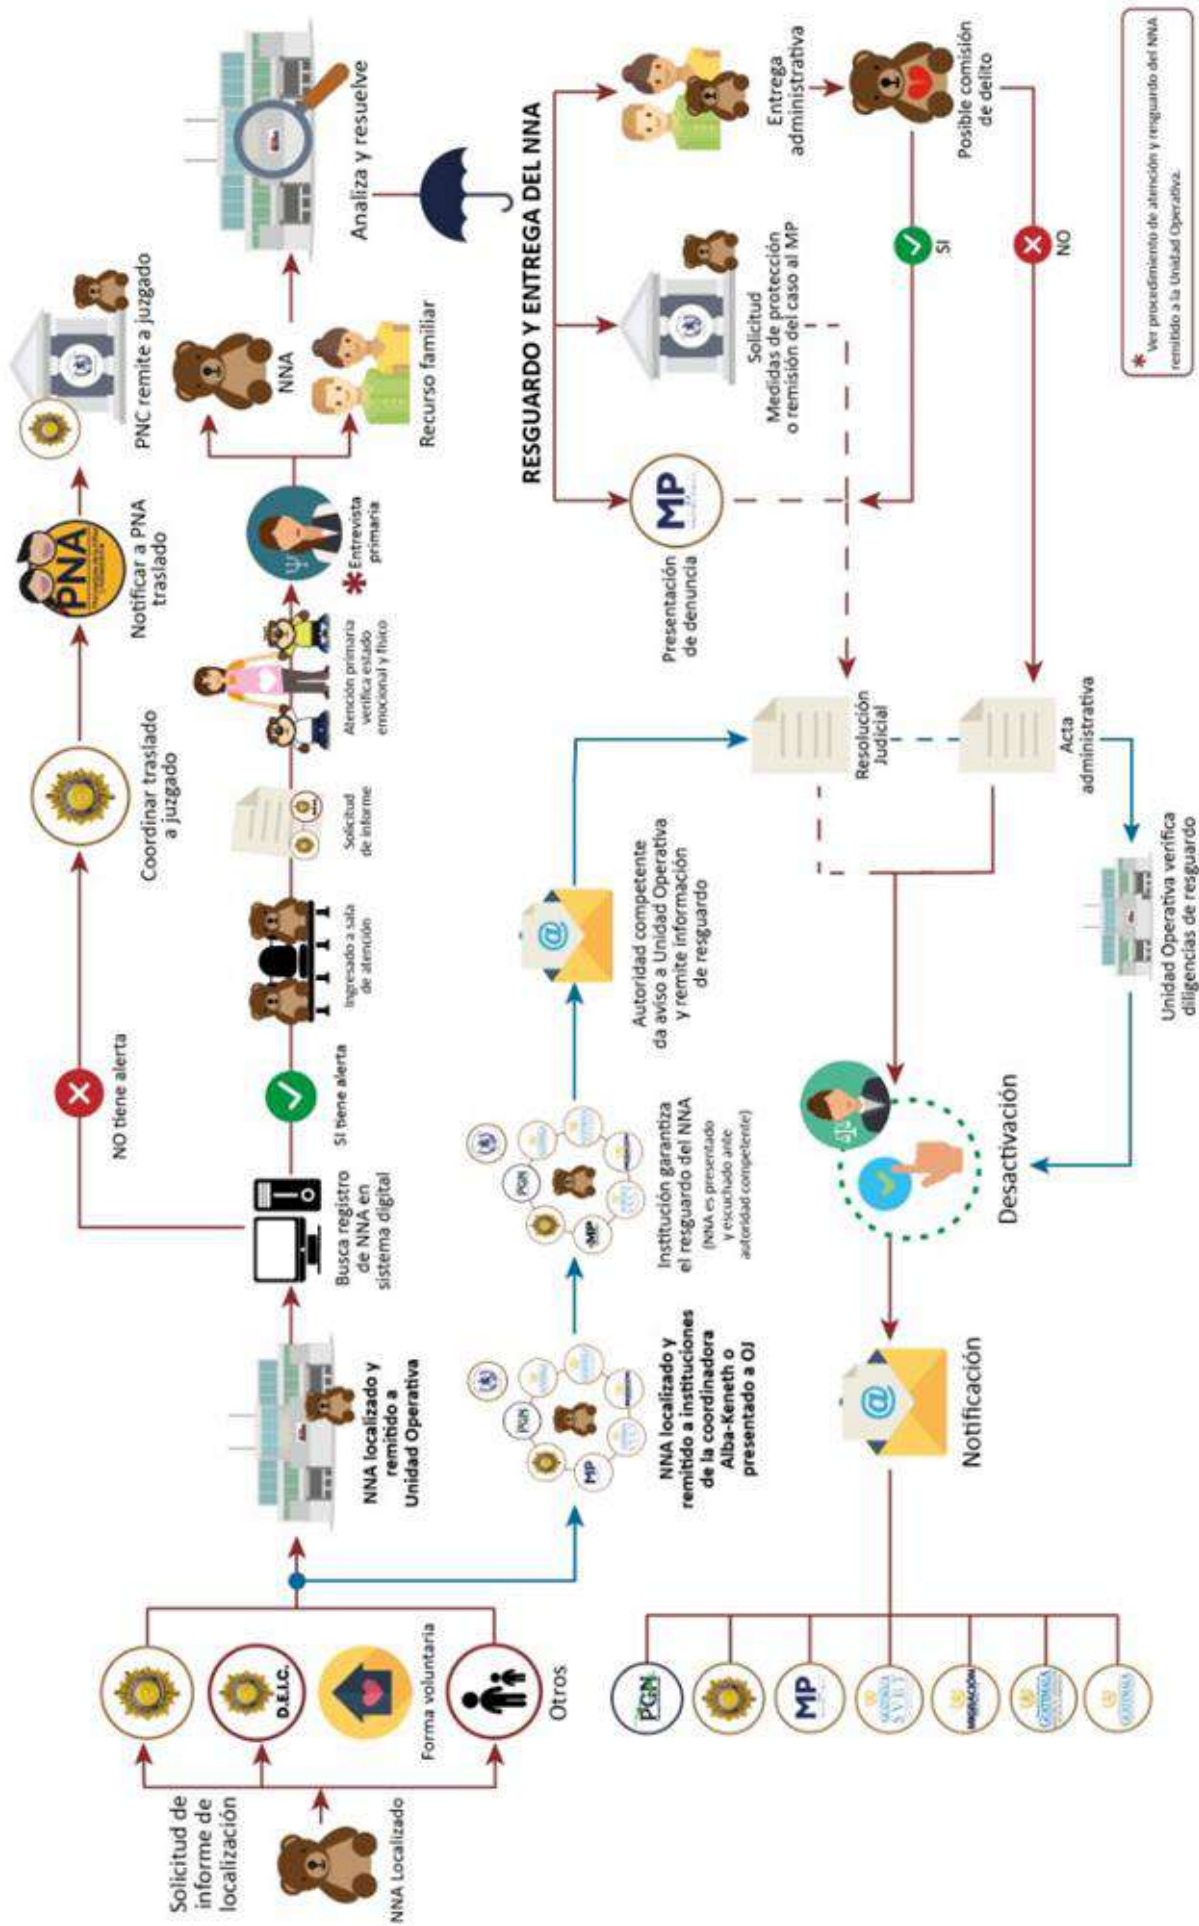 Solicitud de
informe de
localización
NNA Localizado
D.E.I.C.
Forma voluntaria
Otros
NNA localizado y
remitido a
Unidad Operativa
Busca registro
de NNA en
sistema digital
NO tiene alerta
Coordinar traslado
a juzgado
PNA
Notificar a PNA
traslado
PNC remite a juzgado
SI tiene alerta
Ingresado a sala
de atención
Solicitud
de informe
Atención primaria
verifica estado
emocional y físico
* Entrevista
primaria
NNA
Recurso familiar
Analiza y resuelve
PGN
MP
NNA localizado y
remitido a instituciones
de la coordinadora
Alba-Keneth o
presentado a OJ
PGN
MP
Institución garantiza
el resguardo del NNA
(NNA es presentado
y escuchado ante
autoridad competente)
@
Autoridad competente
da aviso a Unidad Operativa
y remite información
de resguardo
RESGUARDO Y ENTREGA DEL NNA
MP
Presentación
de denuncia
Solicitud
Medidas de protección
o remisión del caso al MP
Entrega
administrativa
Posible comisión
de delito
SI
NO
Resolución
Judicial
Acta
administrativa
Unidad Operativa verifica
diligencias de resguardo
Desactivación
@
Notificación
PGN
MP
SVET
MIGRACIÓN
GUATEMALA
GUATEMALA
* Ver procedimiento de atención y resguardo del NNA
remitido a la Unidad Operativa.